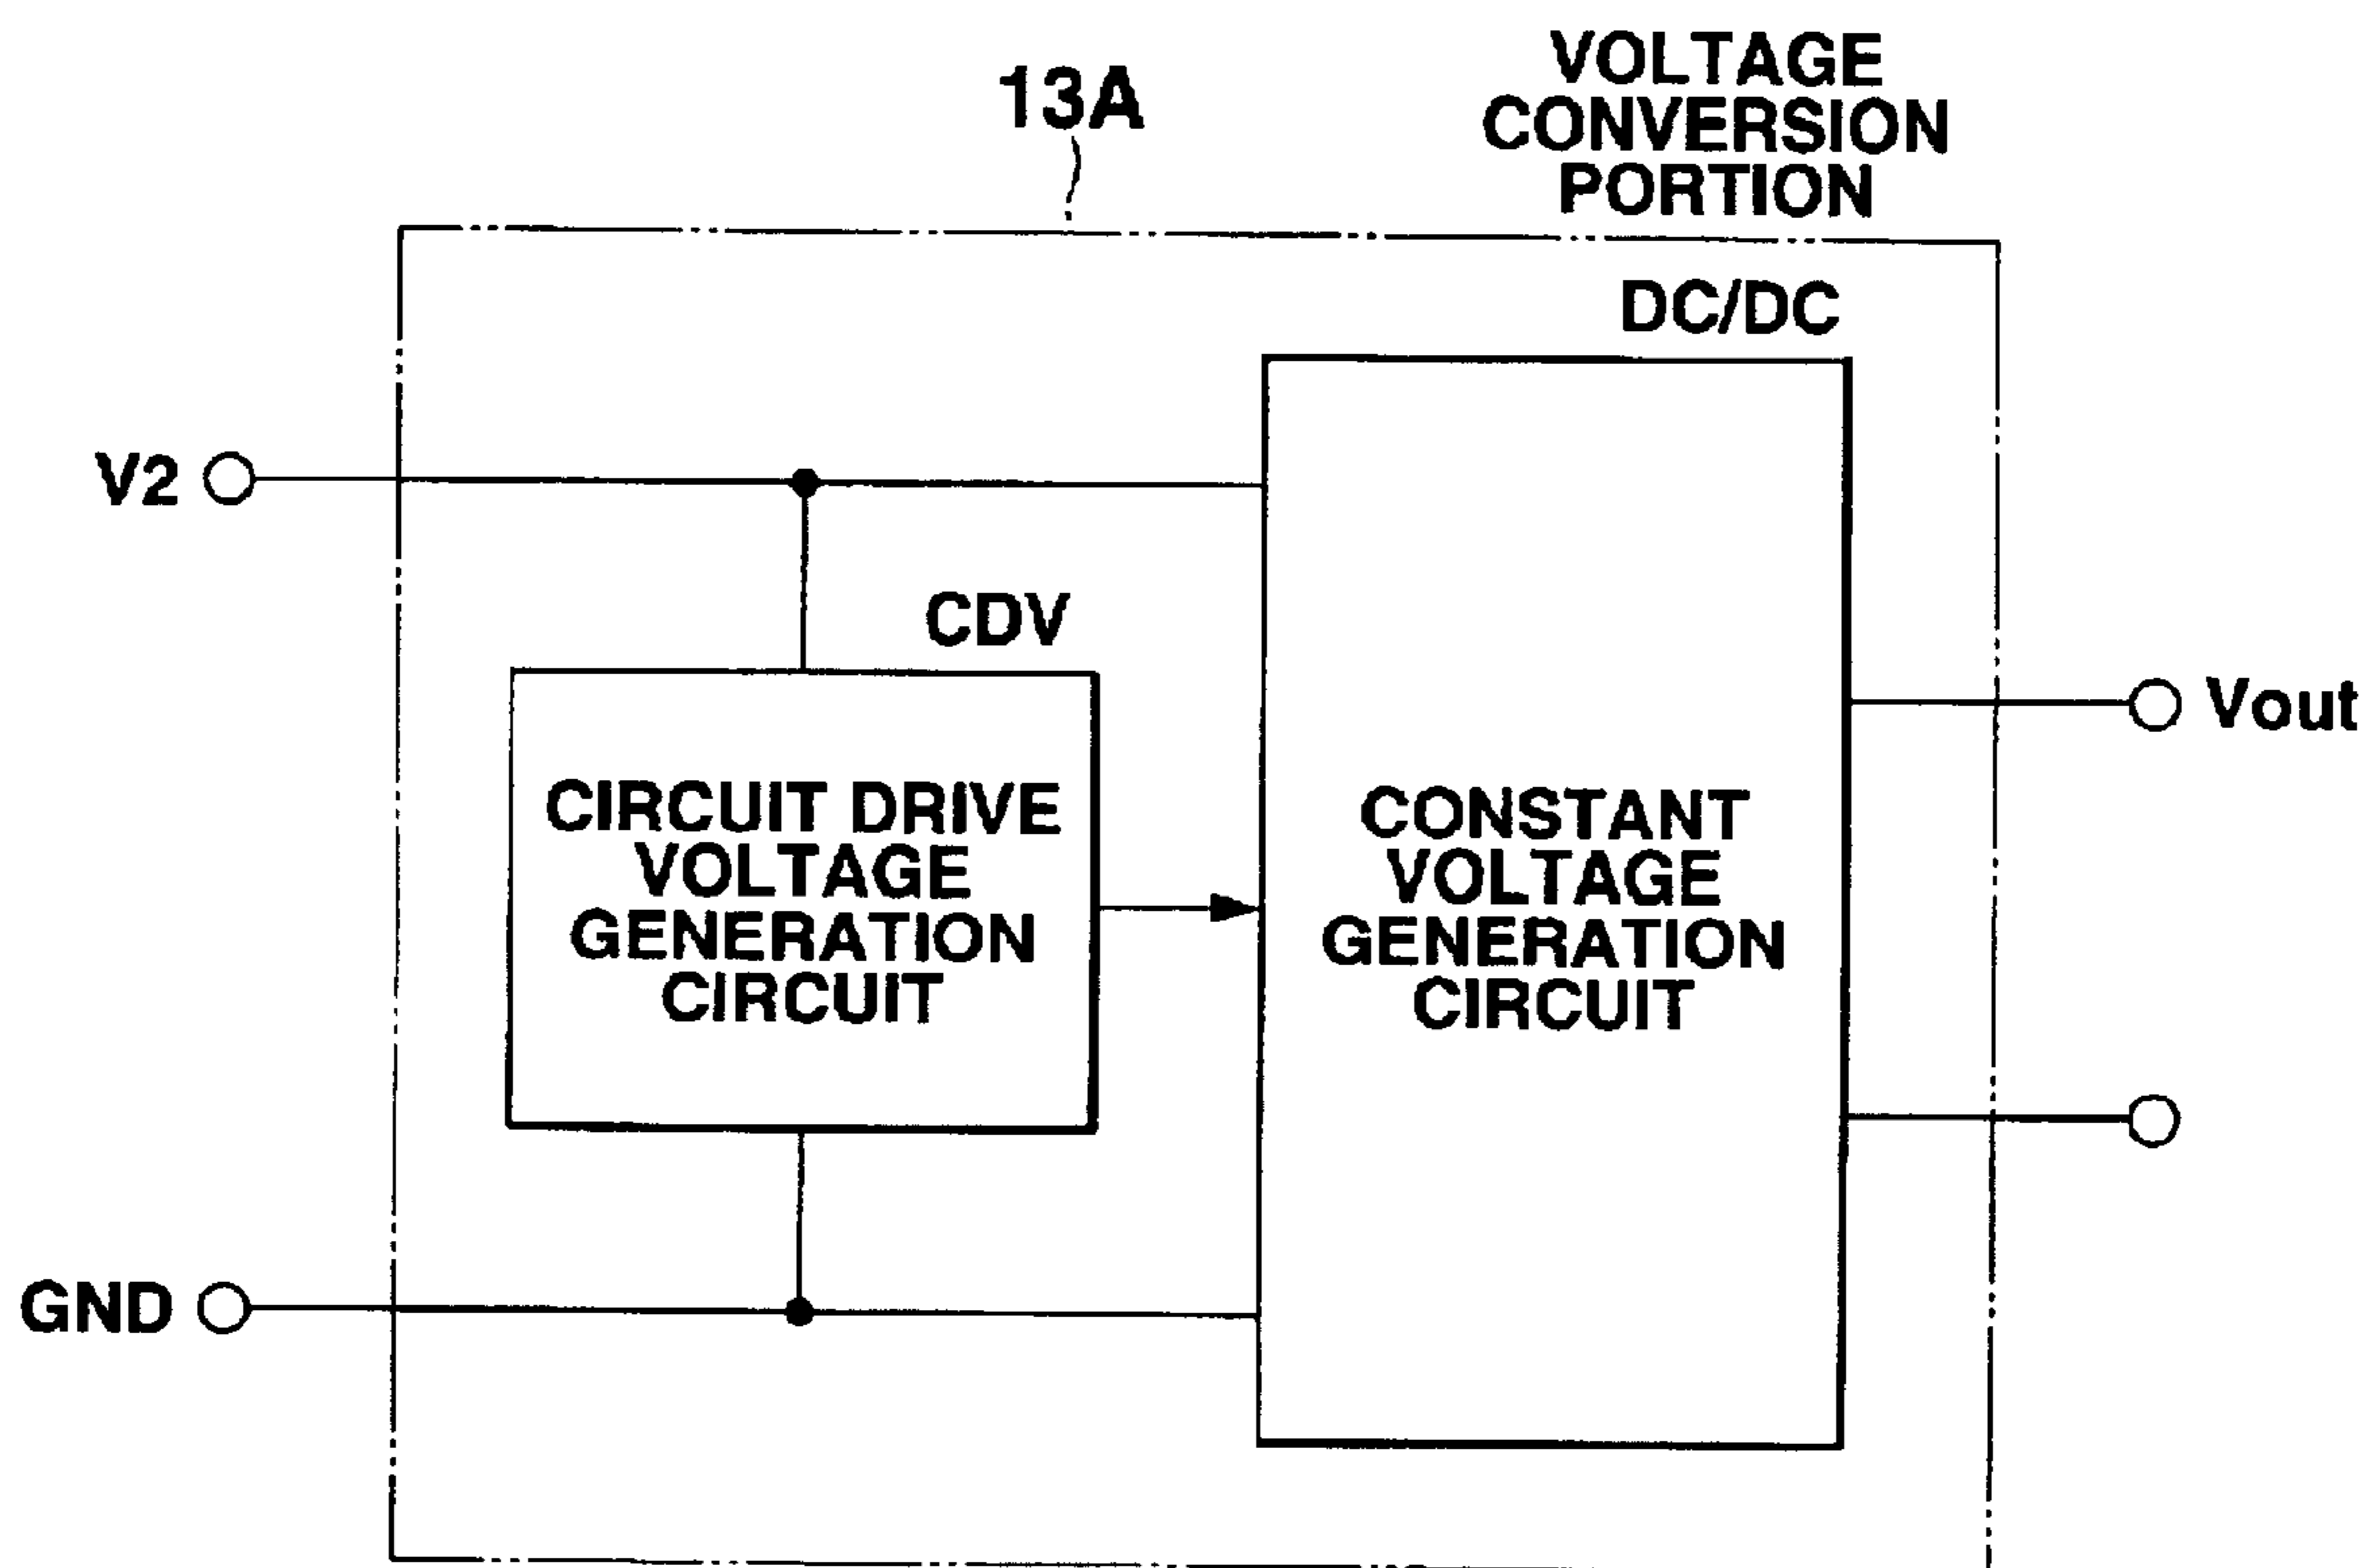 13A
VOLTAGE
CONVERSION
PORTION
DC/DC
V2
CDV
CIRCUIT DRIVE
VOLTAGE
GENERATION
CIRCUIT
CONSTANT
VOLTAGE
GENERATION
CIRCUIT
Vout
GND